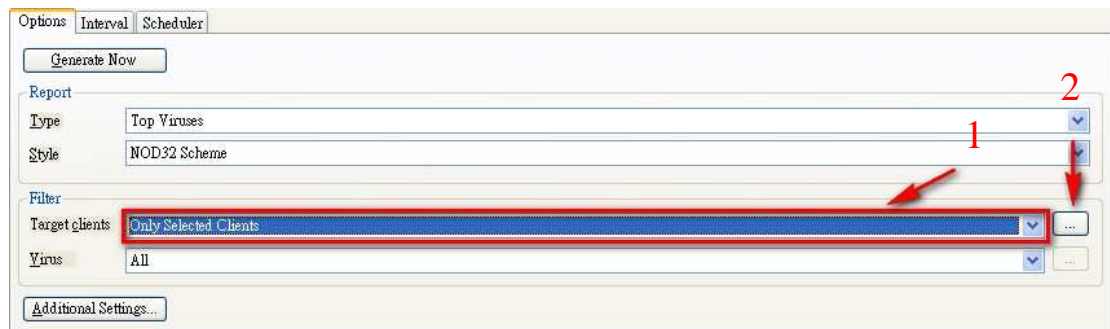 Options Interval Scheduler
Generate Now
Report
2
Type Top Viruses
1
Style NOD32 Scheme
Filter
Target clients Only Selected Clients ...
Virus All ...
Additional Settings...